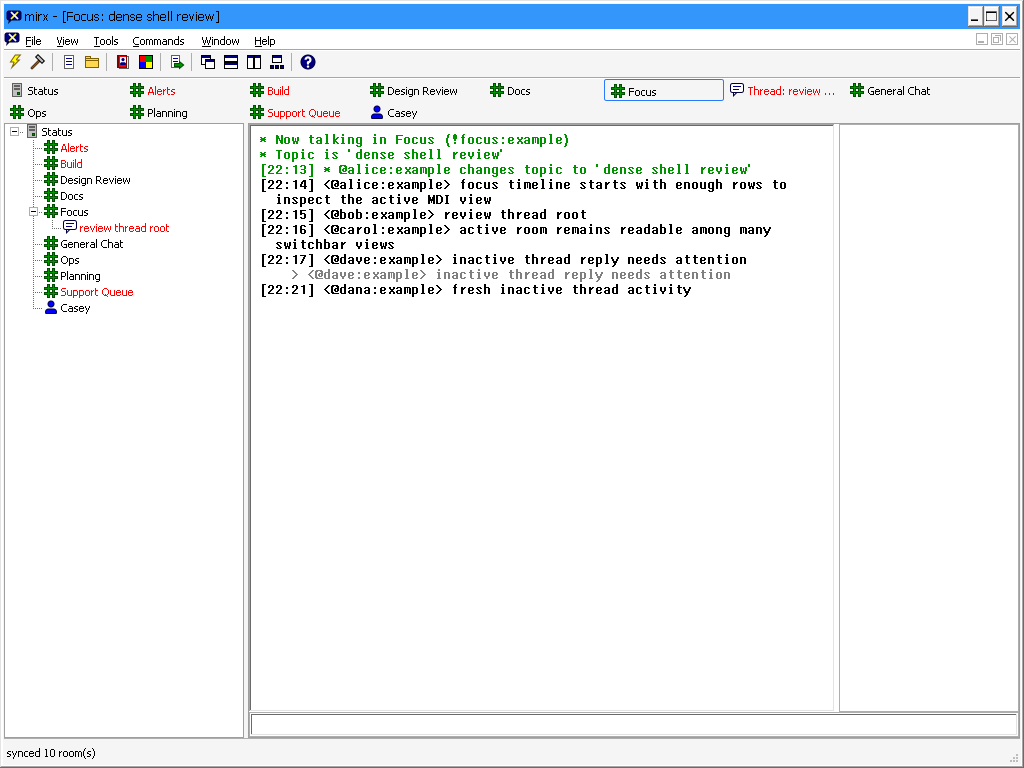 mirx - [Focus: dense shell review]
File View Tools Commands Window Help
Status Alerts Build Design Review Docs Focus Thread: review ... General Chat
Ops Planning Support Queue Casey
Status
Alerts
Build
Design Review
Docs
Focus
review thread root
General Chat
Ops
Planning
Support Queue
Casey
* Now talking in Focus (!focus:example)
* Topic is 'dense shell review'
[22:13] * @alice:example changes topic to 'dense shell review'
[22:14] <@alice:example> focus timeline starts with enough rows to
inspect the active MDI view
[22:15] <@bob:example> review thread root
[22:16] <@carol:example> active room remains readable among many
switchbar views
[22:17] <@dave:example> inactive thread reply needs attention
> <@dave:example> inactive thread reply needs attention
[22:21] <@dana:example> fresh inactive thread activity
synced 10 room(s)